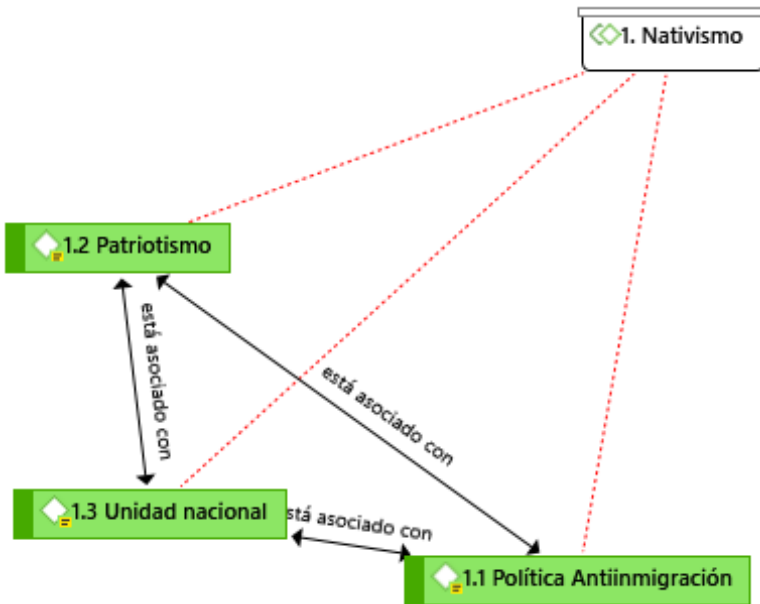 1. Nativismo
1.2 Patriotismo
está asociado con
está asociado con
1.3 Unidad nacional
stá asociado con
1.1 Política Antiinmigración